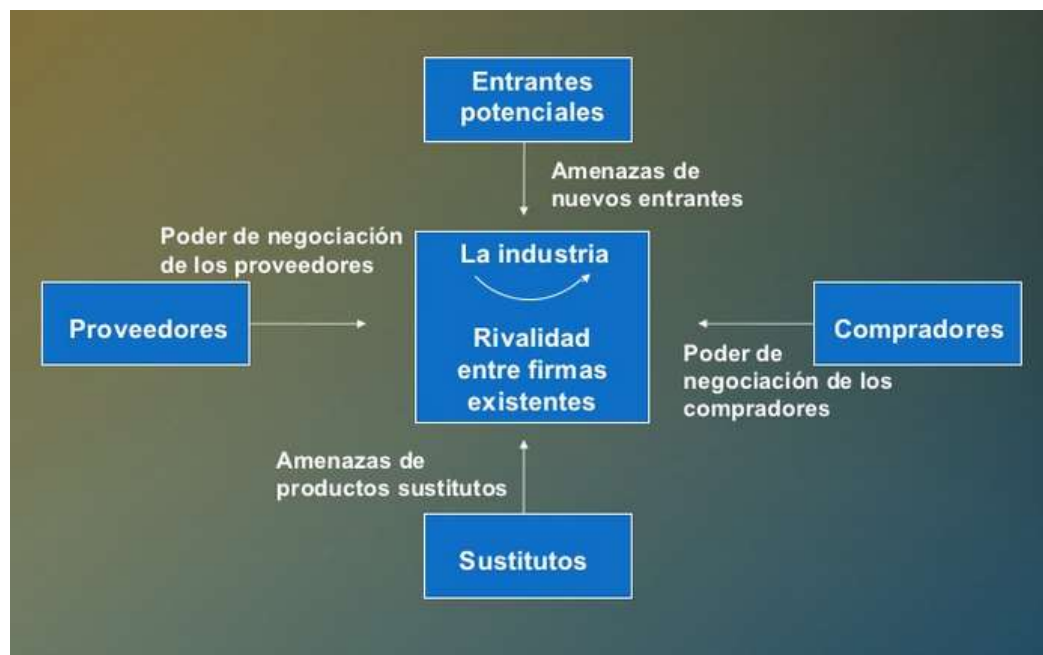 Entrantes
potenciales
Amenazas de
nuevos entrantes
Poder de negociación
de los proveedores
La industria
Proveedores
Rivalidad
entre firmas
existentes
Compradores
Poder de
negociación de los
compradores
Amenazas de
productos sustitutos
Sustitutos